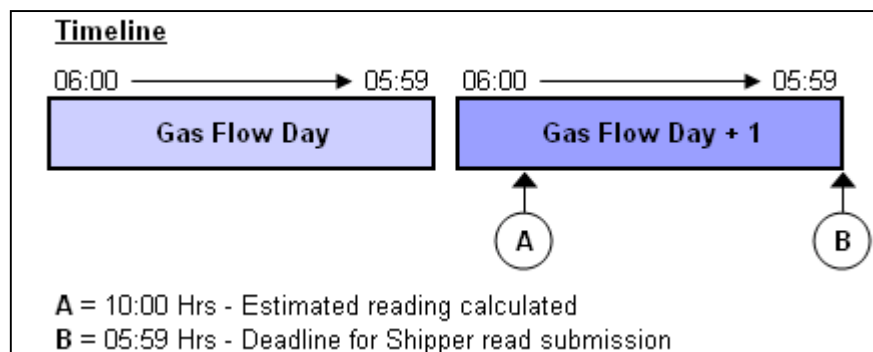 Timeline
06:00 05:59 06:00 05:59
Gas Flow Day Gas Flow Day + 1
A B
A = 10:00 Hrs - Estimated reading calculated
B = 05:59 Hrs - Deadline for Shipper read submission